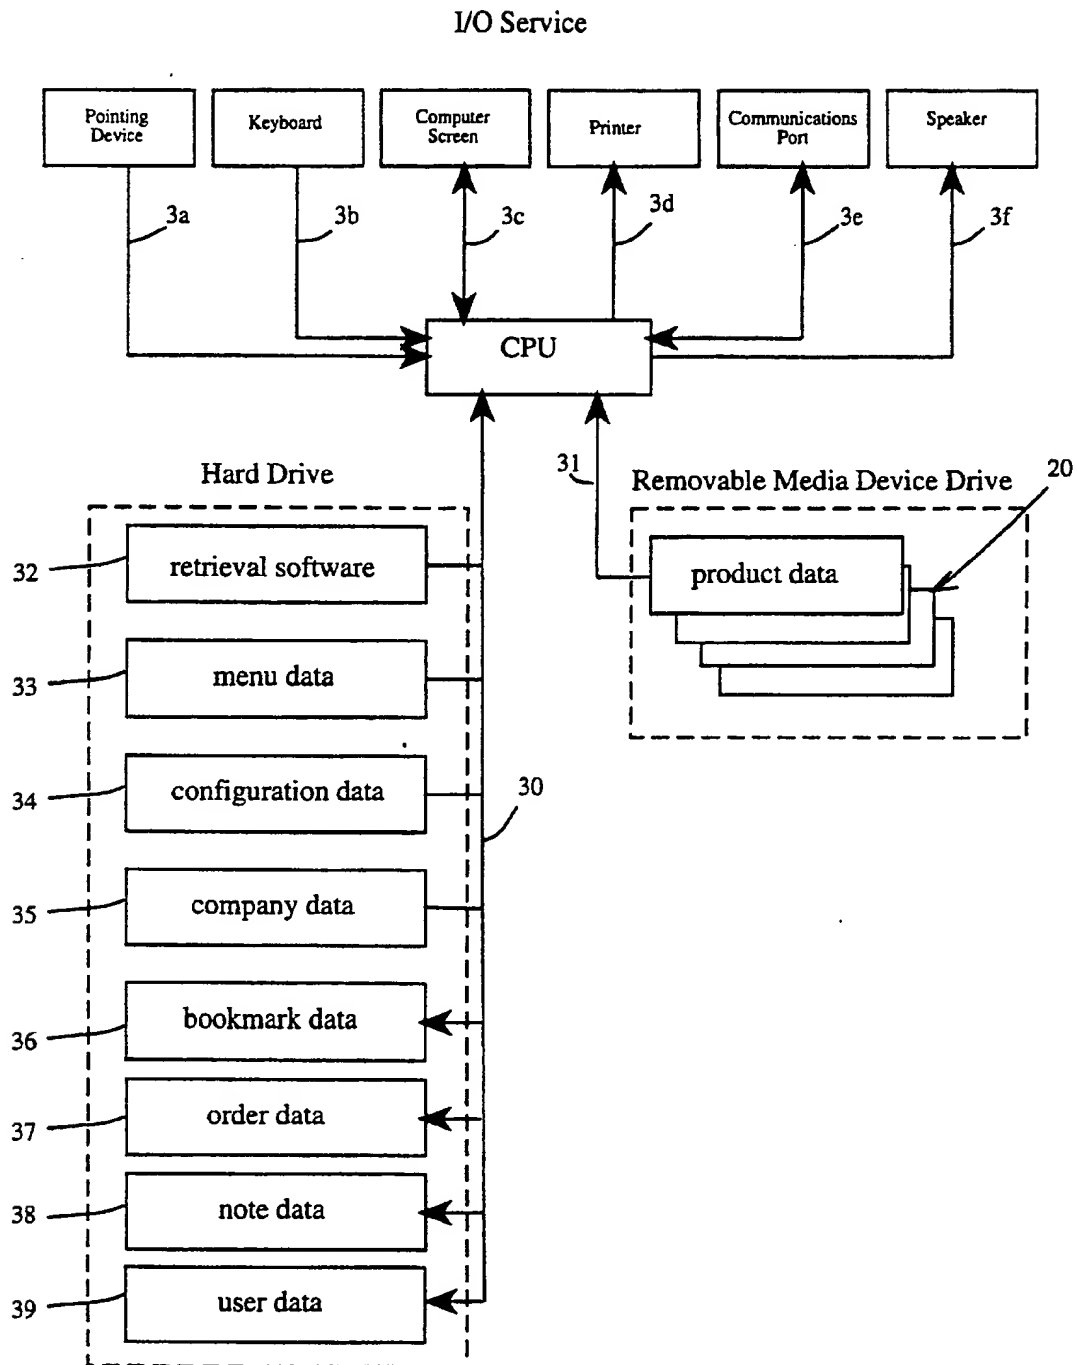 I/O Service
Pointing
Device
Keyboard
Computer
Screen
Printer
Communications
Port
Speaker
3a
3b
3c
3d
3e
3f
CPU
31
20
Hard Drive
Removable Media Device Drive
32
retrieval software
product data
33
menu data
34
configuration data
30
35
company data
36
bookmark data
37
order data
38
note data
39
user data